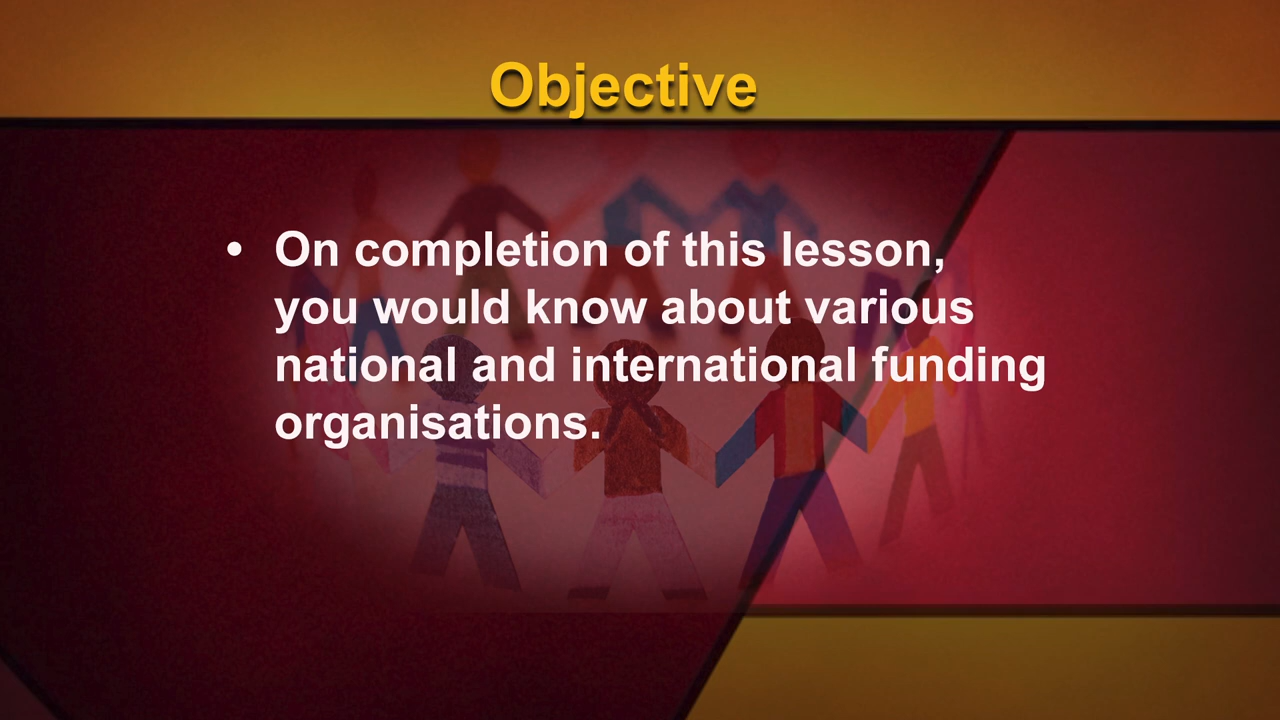 Objective
• On completion of this lesson,
you would know about various
national and international funding
organisations.